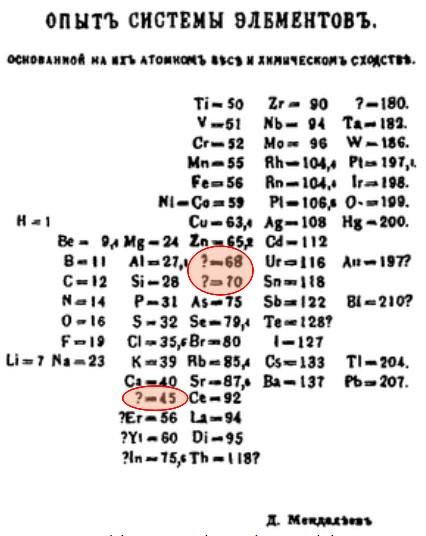 ОПЫТЪ СИСТЕМЫ ЭЛЕМЕНТОВЪ.
ОСНОВАННОЙ НА ИХЪ АТОМНОМЪ ВѢСѢ И ХИМИЧЕСКОМЪ СХОДСТВѢ.
Ti = 50 Zr = 90 ? = 180.
V = 51 Nb = 94 Ta = 182.
Cr = 52 Mo = 96 W = 186.
Mn = 55 Rh = 104,4 Pt = 197,1.
Fe = 56 Rn = 104,4 Ir = 198.
Ni = Co = 59 Pl = 106,6 O- = 199.
H = 1 Cu = 63,4 Ag = 108 Hg = 200.
Be = 9,4 Mg = 24 Zn = 65,2 Cd = 112
B = 11 Al = 27,4 ? = 68 Ur = 116 Au = 197?
C = 12 Si = 28 ? = 70 Sn = 118
N = 14 P = 31 As = 75 Sb = 122 Bi = 210?
O = 16 S = 32 Se = 79,4 Te = 128?
F = 19 Cl = 35,5 Br = 80 I = 127
Li = 7 Na = 23 K = 39 Rb = 85,4 Cs = 133 Tl = 204.
Ca = 40 Sr = 87,6 Ba = 137 Pb = 207.
? = 45 Ce = 92
?Er = 56 La = 94
?Yt = 60 Di = 95
?In = 75,6 Th = 118?
Д. Менделѣевъ